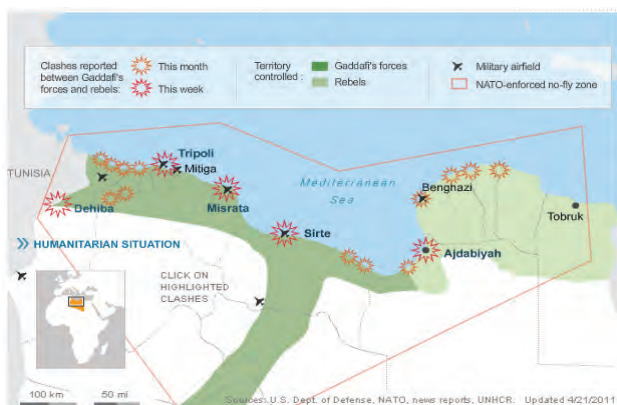 Clashes reported
between Gaddafi's
forces and rebels:
This month
This week
Territory
controlled :
Gaddafi's forces
Rebels
Military airfield
NATO-enforced no-fly zone
TUNISIA
Tripoli
Mitiga
Dehiba
Misrata
Mediterranean
Sea
Benghazi
Tobruk
Sirte
Ajdabiyah
HUMANITARIAN SITUATION
CLICK ON
HIGHLIGHTED
CLASHES
100 km
50 mi
Sources: U.S. Dept. of Defense, NATO, news reports, UNHCR. Updated 4/21/2011